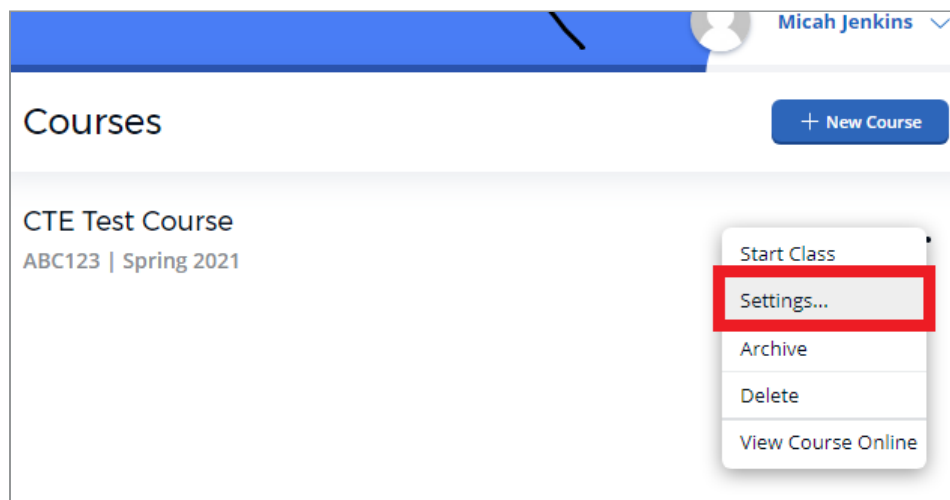 Micah Jenkins
Courses
+ New Course
CTE Test Course
ABC123 | Spring 2021
Start Class
Settings...
Archive
Delete
View Course Online